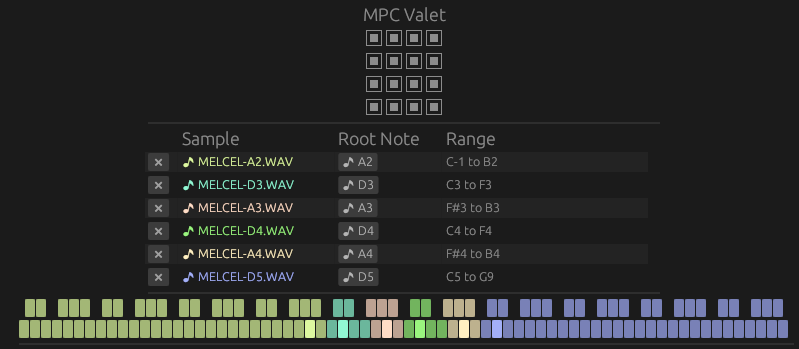 MPC Valet
Sample Root Note Range
× MELCEL-A2.WAV A2 C-1 to B2
× MELCEL-D3.WAV D3 C3 to F3
× MELCEL-A3.WAV A3 F#3 to B3
× MELCEL-D4.WAV D4 C4 to F4
× MELCEL-A4.WAV A4 F#4 to B4
× MELCEL-D5.WAV D5 C5 to G9